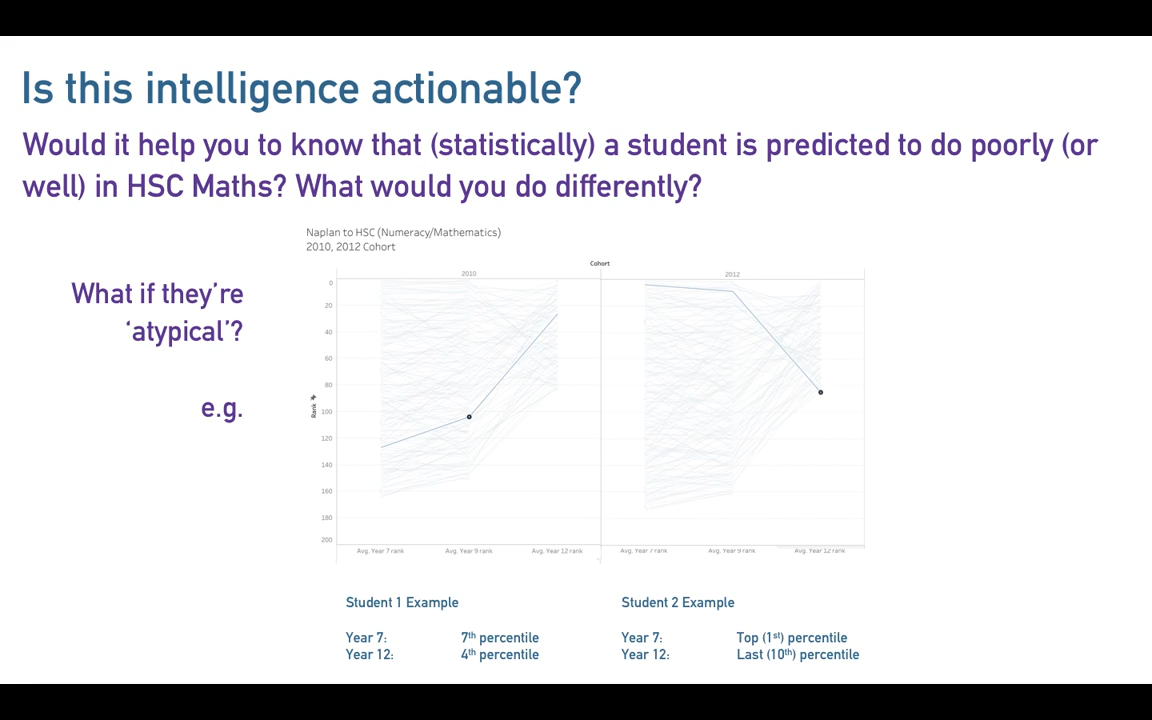 Is this intelligence actionable?
Would it help you to know that (statistically) a student is predicted to do poorly (or
well) in HSC Maths? What would you do differently?
What if they’re
‘atypical’?
e.g.
Naplan to HSC (Numeracy/Mathematics)
2010, 2012 Cohort
Cohort
2010
2012
Rank
0
20
40
60
80
100
120
140
160
180
200
Avg. Year 7 rank
Avg. Year 9 rank
Avg. Year 12 rank
Avg. Year 7 rank
Avg. Year 9 rank
Avg. Year 12 rank
Student 1 Example
Year 7: 7th percentile
Year 12: 4th percentile
Student 2 Example
Year 7: Top (1st) percentile
Year 12: Last (10th) percentile